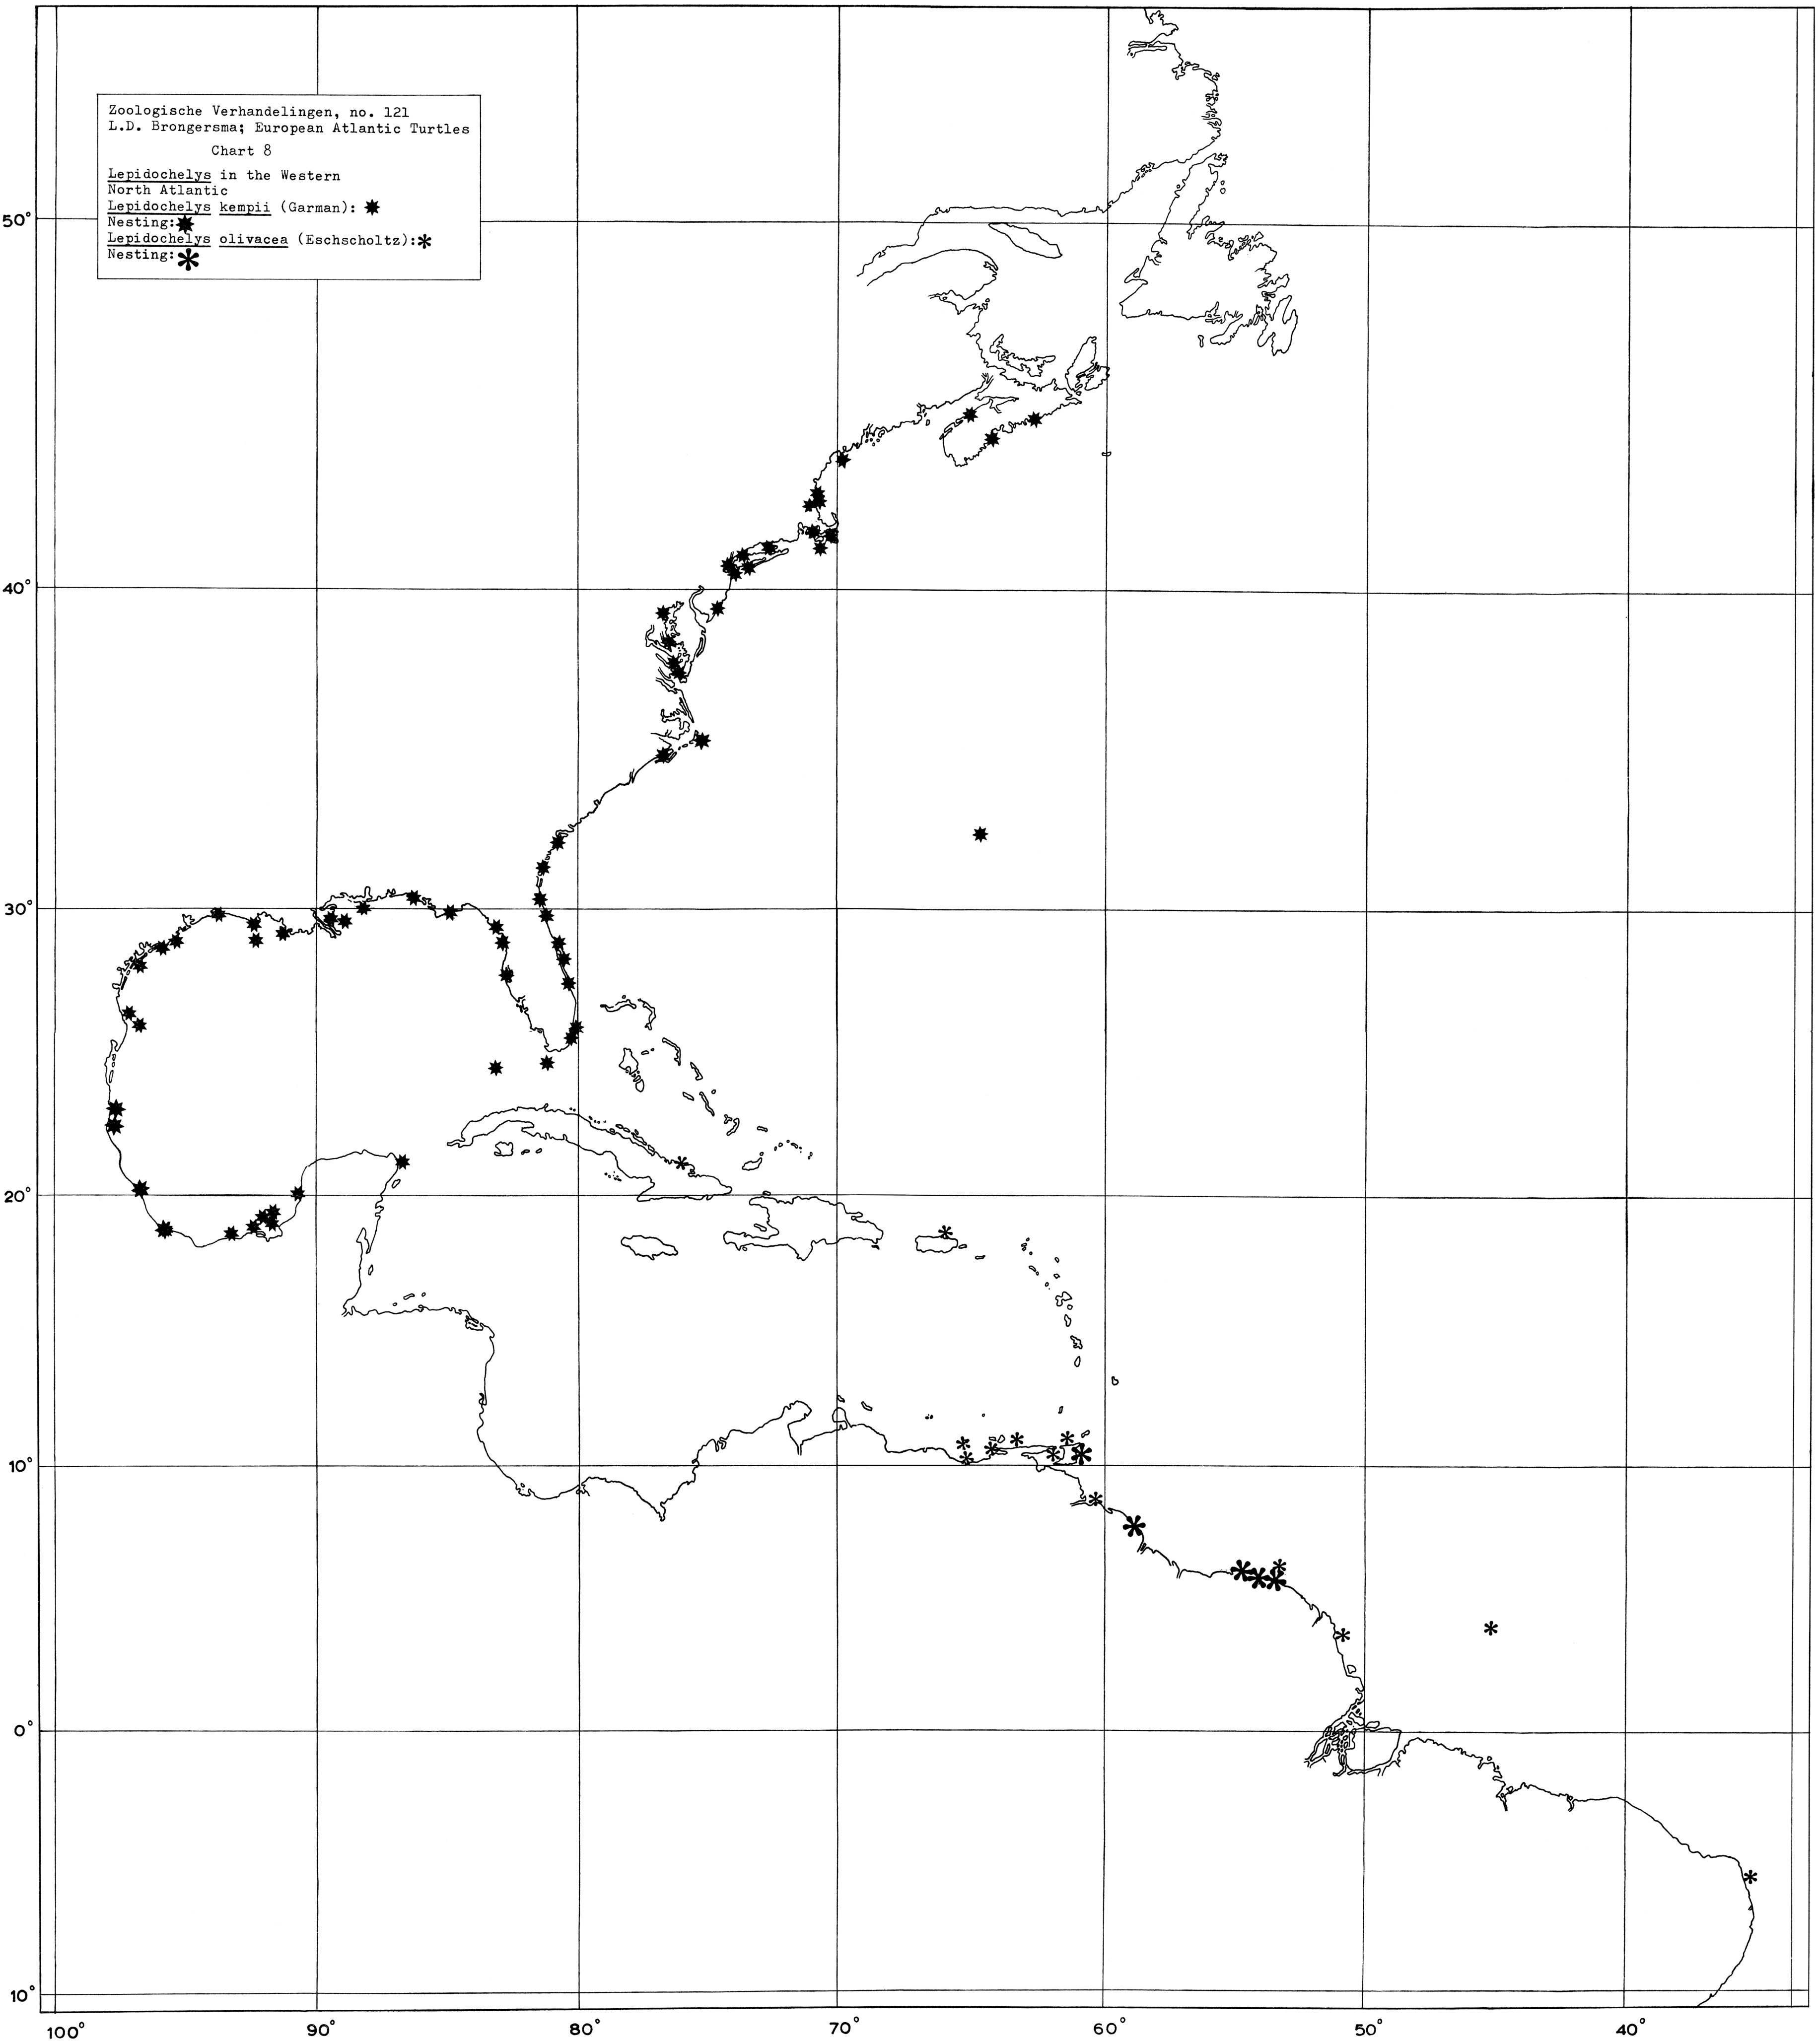 Zoologische Verhandelingen, no. 121
L.D. Brongersma; European Atlantic Turtles
Chart 8
Lepidochelys in the Western
North Atlantic
Lepidochelys kempii (Garman):
Nesting:
Lepidochelys olivacea (Eschscholtz):
Nesting:
50°
40°
30°
20°
10°
0°
10°
100° 90° 80° 70° 60° 50° 40°